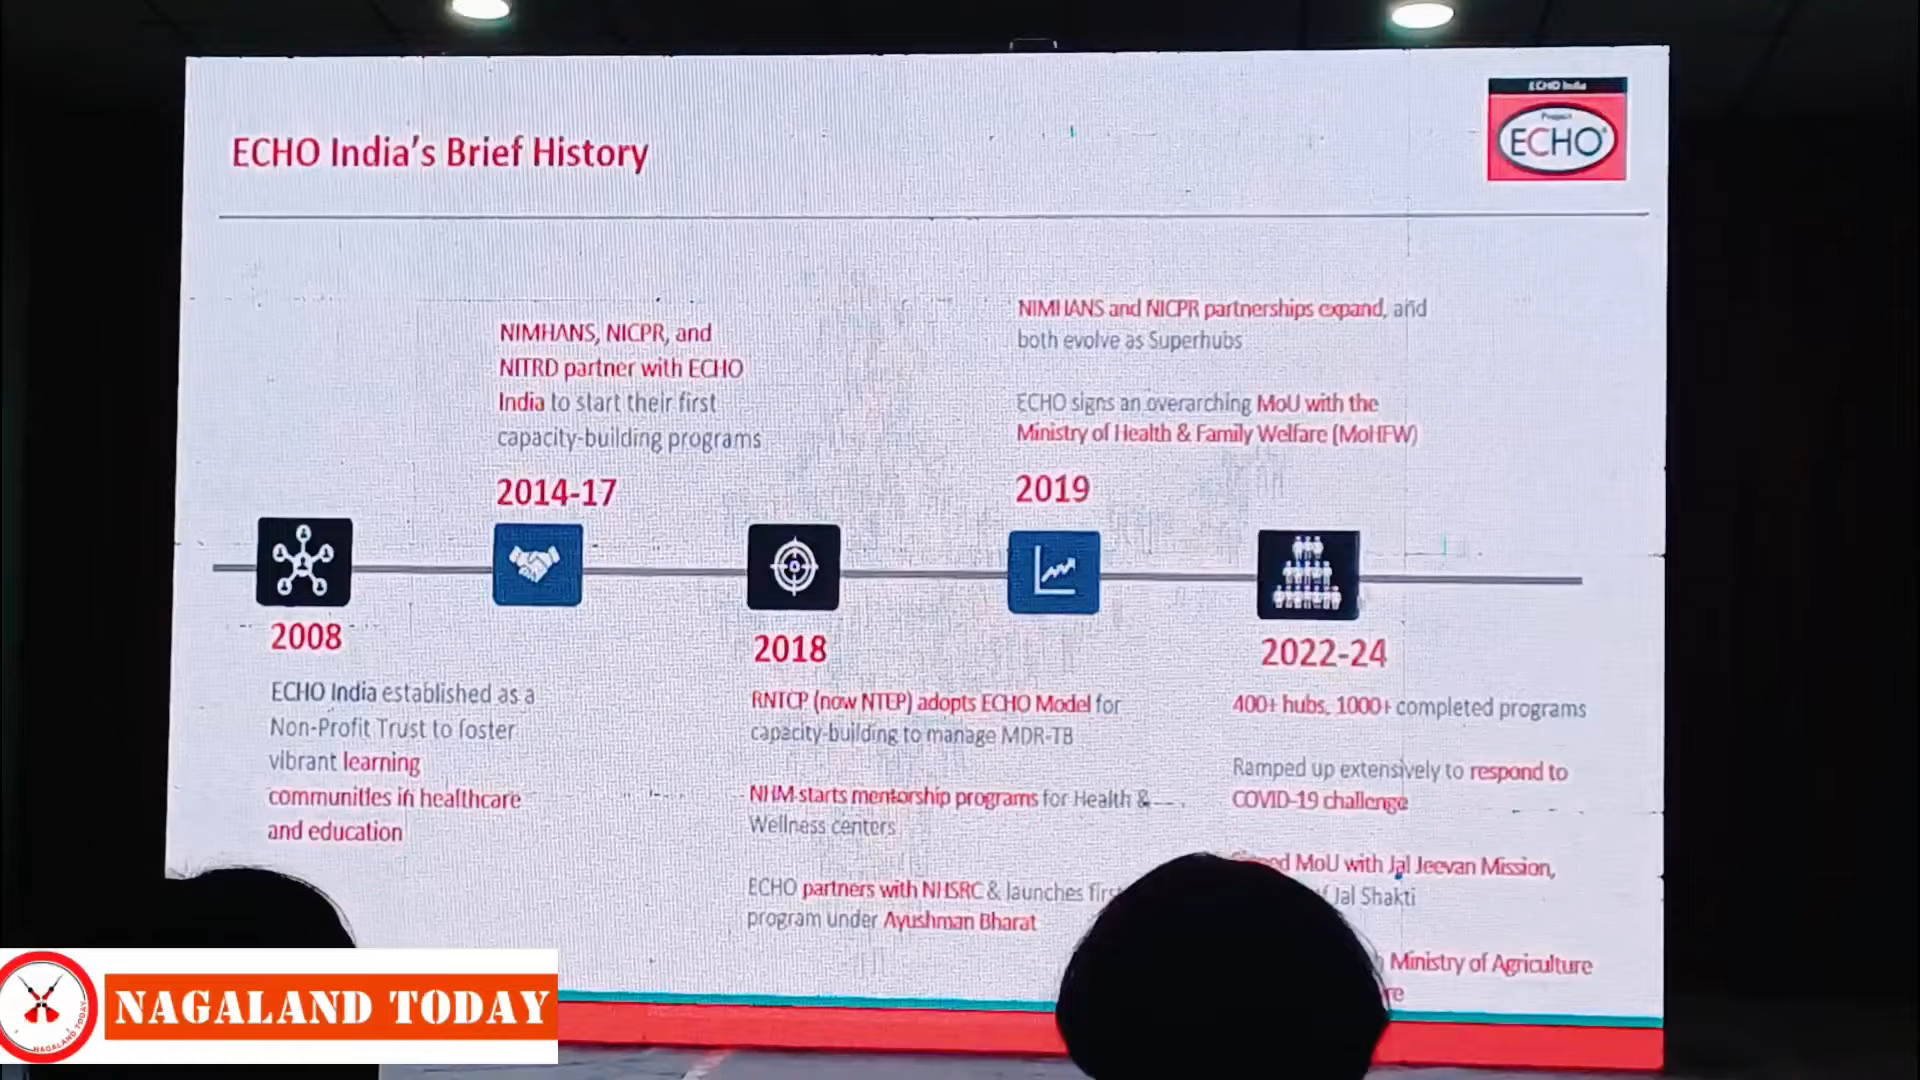 ECHO India's Brief History
ECHO India
Project
ECHO
NIMHANS, NICPR, and
NITRD partner with ECHO
India to start their first
capacity-building programs
2014-17
NIMHANS and NICPR partnerships expand, and
both evolve as Superhubs
ECHO signs an overarching MoU with the
Ministry of Health & Family Welfare (MoHFW)
2019
2008
ECHO India established as a
Non-Profit Trust to foster
vibrant learning
communities in healthcare
and education
2018
RNTCP (now NTEP) adopts ECHO Model for
capacity-building to manage MDR-TB
NHM starts mentorship programs for Health &
Wellness centers
ECHO partners with NHSRC & launches
program under Ayushman Bharat
2022-24
400+ hubs, 1000+ completed programs
Ramped up extensively to respond to
COVID-19 challenge
MoU with Jal Jeevan Mission,
Jal Shakti
Ministry of Agriculture
NAGALAND TODAY
NAGALAND TODAY